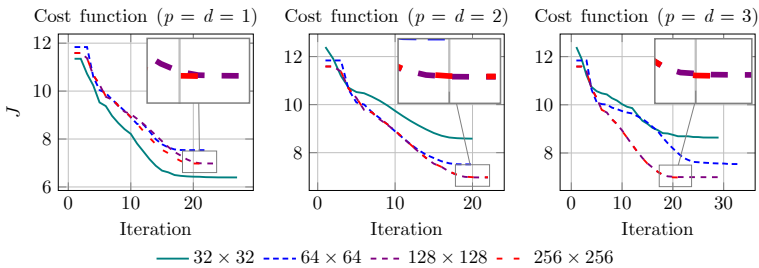 Cost function (p = d = 1)
Cost function (p = d = 2)
Cost function (p = d = 3)
J
12
10
8
6
0
10
20
Iteration
12
10
8
0
10
20
Iteration
12
10
8
0
10
20
30
Iteration
32 × 32
64 × 64
128 × 128
256 × 256